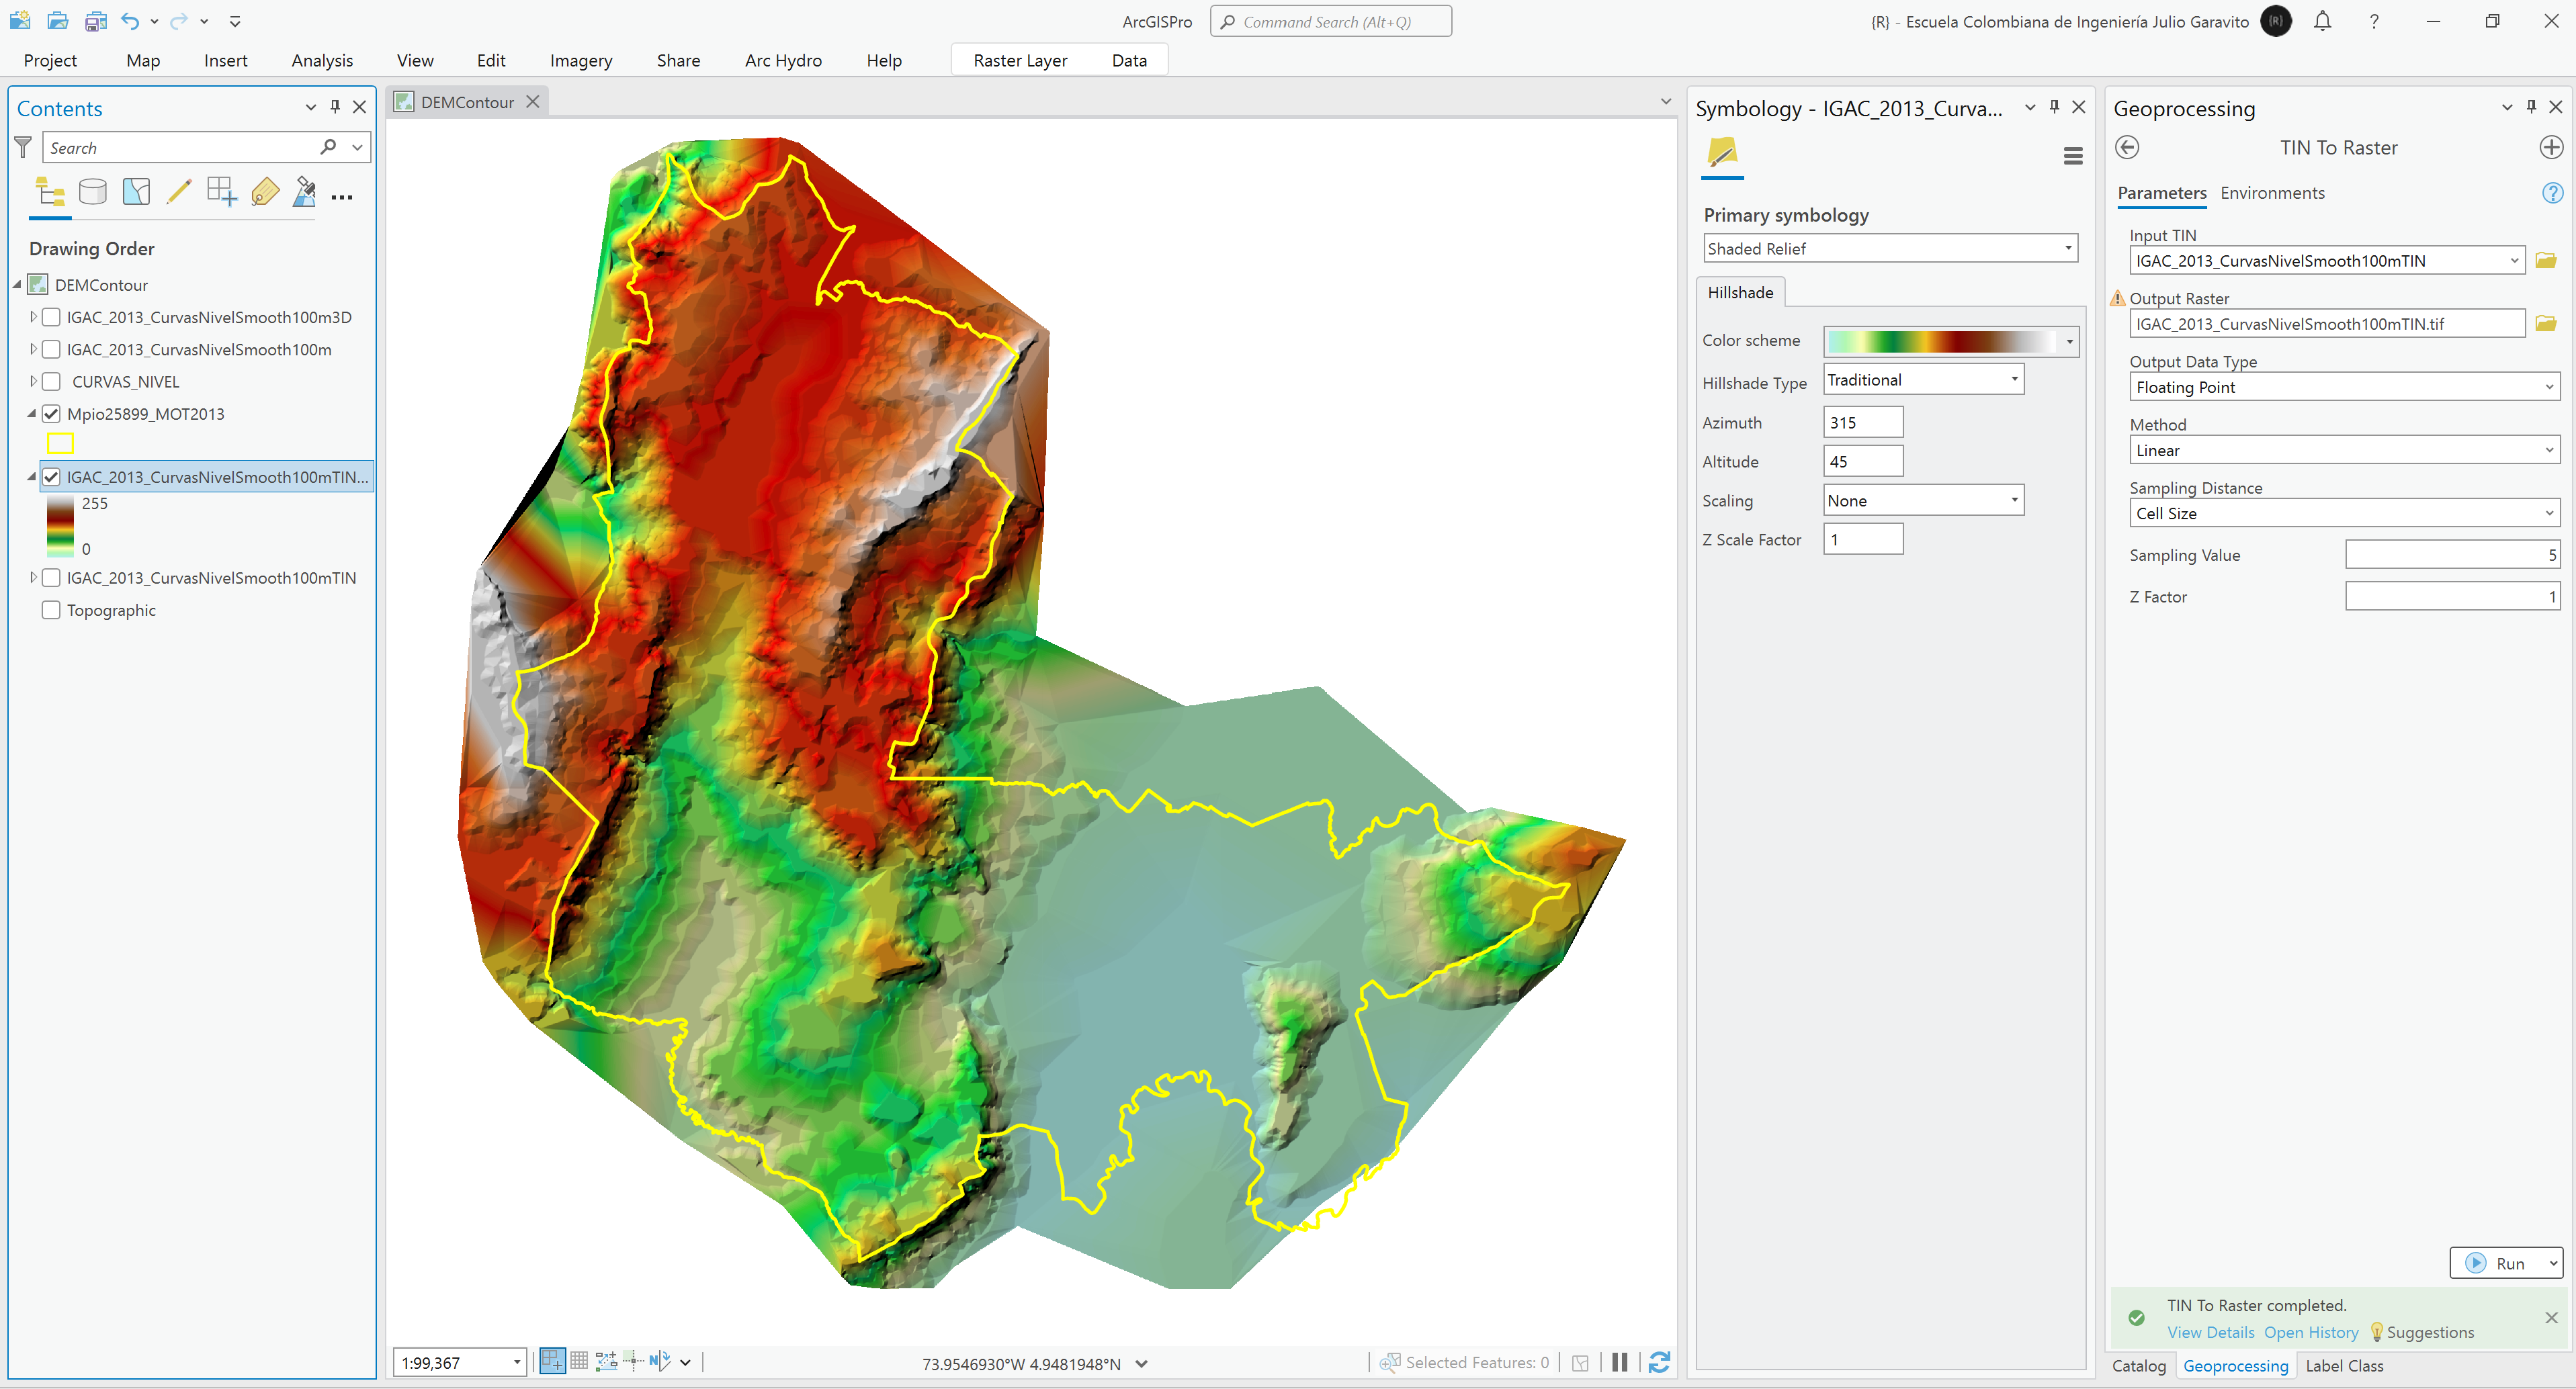 ArcGISPro
Command Search (Alt+Q)
{R} - Escuela Colombiana de Ingeniería Julio Garavito
{R}
?
Project
Map
Insert
Analysis
View
Edit
Imagery
Share
Arc Hydro
Help
Raster Layer
Data
Contents
Search
Drawing Order
DEMContour
IGAC_2013_CurvasNivelSmooth100m3D
IGAC_2013_CurvasNivelSmooth100m
CURVAS_NIVEL
Mpio25899_MOT2013
IGAC_2013_CurvasNivelSmooth100mTIN...
255
0
IGAC_2013_CurvasNivelSmooth100mTIN
Topographic
DEMContour
1:99,367
73.9546930°W 4.9481948°N
Selected Features: 0
Symbology - IGAC_2013_Curva...
Primary symbology
Shaded Relief
Hillshade
Color scheme
Hillshade Type Traditional
Azimuth 315
Altitude 45
Scaling None
Z Scale Factor 1
Geoprocessing
TIN To Raster
Parameters Environments
?
Input TIN
IGAC_2013_CurvasNivelSmooth100mTIN
Output Raster
IGAC_2013_CurvasNivelSmooth100mTIN.tif
Output Data Type
Floating Point
Method
Linear
Sampling Distance
Cell Size
Sampling Value 5
Z Factor 1
Run
TIN To Raster completed.
View Details Open History Suggestions
Catalog Geoprocessing Label Class